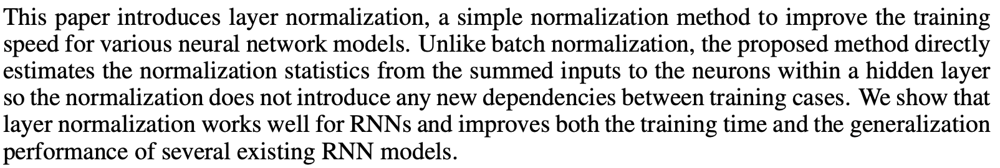 This paper introduces layer normalization, a simple normalization method to improve the training
speed for various neural network models. Unlike batch normalization, the proposed method directly
estimates the normalization statistics from the summed inputs to the neurons within a hidden layer
so the normalization does not introduce any new dependencies between training cases. We show that
layer normalization works well for RNNs and improves both the training time and the generalization
performance of several existing RNN models.